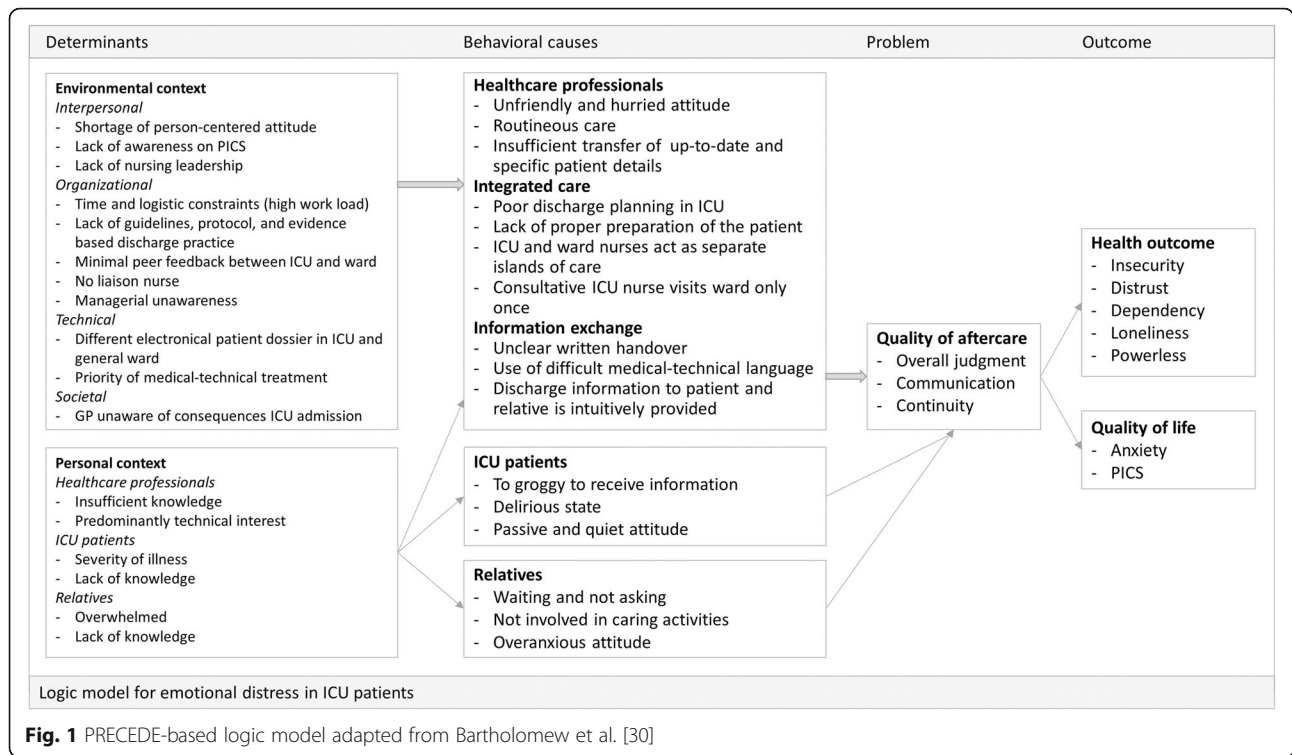 Determinants
Behavioral causes
Problem
Outcome
Environmental context
Interpersonal
- Shortage of person-centered attitude
- Lack of awareness on PICS
- Lack of nursing leadership
Organizational
- Time and logistic constraints (high work load)
- Lack of guidelines, protocol, and evidence
based discharge practice
- Minimal peer feedback between ICU and ward
- No liaison nurse
- Managerial unawareness
Technical
- Different electronical patient dossier in ICU and
general ward
- Priority of medical-technical treatment
Societal
- GP unaware of consequences ICU admission
Personal context
Healthcare professionals
- Insufficient knowledge
- Predominantly technical interest
ICU patients
- Severity of illness
- Lack of knowledge
Relatives
- Overwhelmed
- Lack of knowledge
Healthcare professionals
- Unfriendly and hurried attitude
- Routineous care
- Insufficient transfer of up-to-date and
specific patient details
Integrated care
- Poor discharge planning in ICU
- Lack of proper preparation of the patient
- ICU and ward nurses act as separate
islands of care
- Consultative ICU nurse visits ward only
once
Information exchange
- Unclear written handover
- Use of difficult medical-technical language
- Discharge information to patient and
relative is intuitively provided
ICU patients
- To groggy to receive information
- Delirious state
- Passive and quiet attitude
Relatives
- Waiting and not asking
- Not involved in caring activities
- Overanxious attitude
Quality of aftercare
- Overall judgment
- Communication
- Continuity
Health outcome
- Insecurity
- Distrust
- Dependency
- Loneliness
- Powerless
Quality of life
- Anxiety
- PICS
Logic model for emotional distress in ICU patients
Fig. 1 PRECEDE-based logic model adapted from Bartholomew et al. [30]